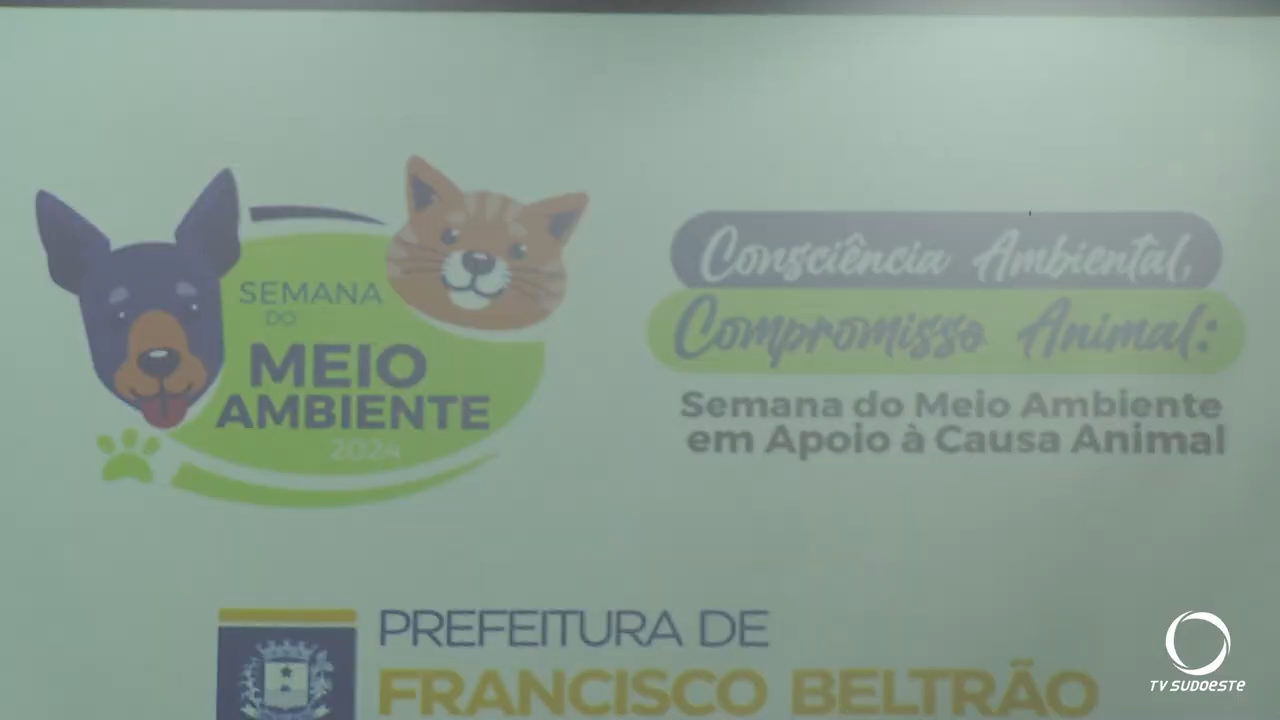 SEMANA
DO
MEIO
AMBIENTE
2024
Consciência Ambiental,
Compromisso Animal:
Semana do Meio Ambiente
em Apoio à Causa Animal
PREFEITURA DE
FRANCISCO BELTRÃO
TV SUDOESTE